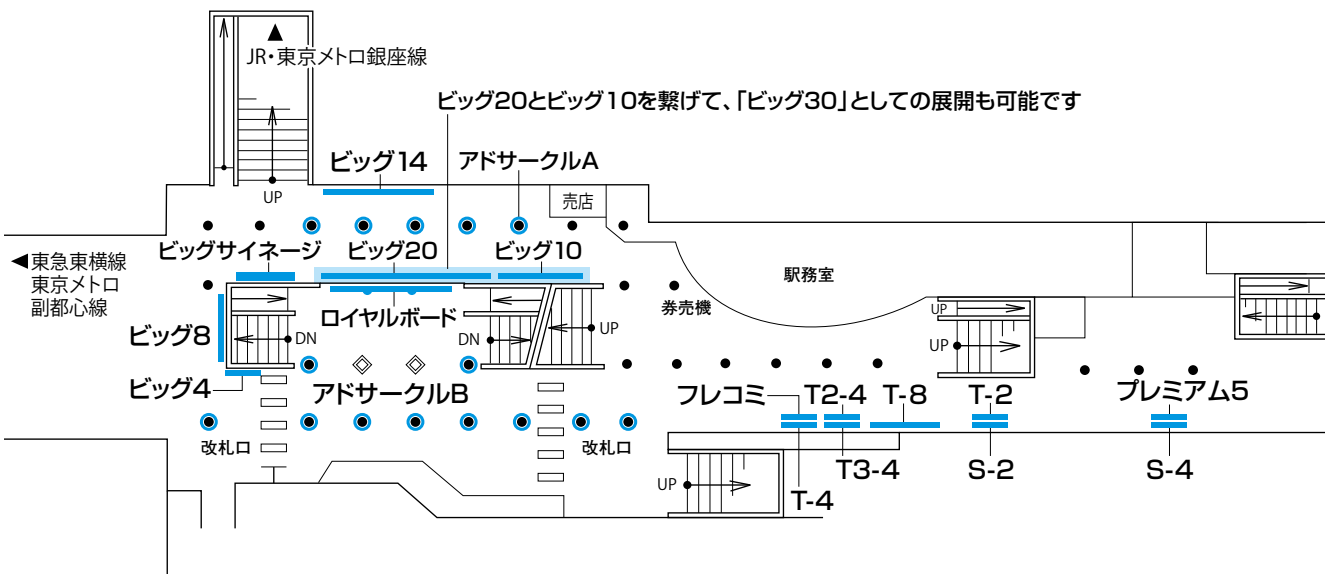 JR・東京メトロ銀座線
ビッグ20とビッグ10を繋げて、「ビッグ30」としての展開も可能です
ビッグ14
アドサークルA
UP
売店
ビッグサイネージ
ビッグ20
ビッグ10
◀東急東横線
東京メトロ
副都心線
駅務室
券売機
ロイヤルボード
ビッグ8
DN
DN
UP
UP
UP
ビッグ4
アドサークルB
フレコミ
T2-4
T-8
T-2
プレミアム5
改札口
改札口
T3-4
S-2
S-4
UP
T-4